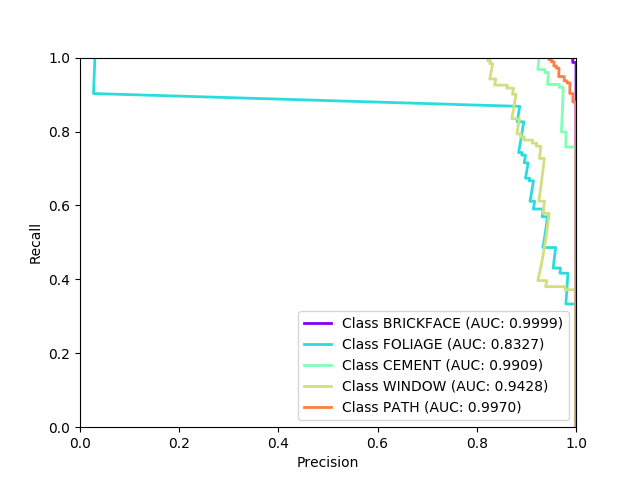 1.0
0.8
0.6
0.4
0.2
0.0
Recall
Class BRICKFACE (AUC: 0.9999)
Class FOLIAGE (AUC: 0.8327)
Class CEMENT (AUC: 0.9909)
Class WINDOW (AUC: 0.9428)
Class PATH (AUC: 0.9970)
0.0 0.2 0.4 0.6 0.8 1.0
Precision